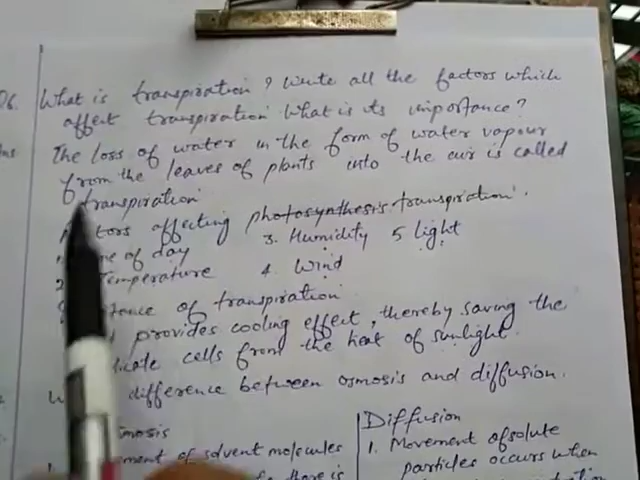 06. What is transpiration? Write all the factors which
affect transpiration What is its importance?
Ans The loss of water in the form of water vapour
from the leaves of plants into the air is called
transpiration
affecting photosynthesis transpiration.
of day 3. Humidity 5 light
Temperature 4. Wind
of transpiration
provides cooling effect, thereby saving the
cells from the heat of sunlight.
difference between osmosis and diffusion.
Diffusion
of solvent molecules 1. Movement of solute
there is particles occurs when